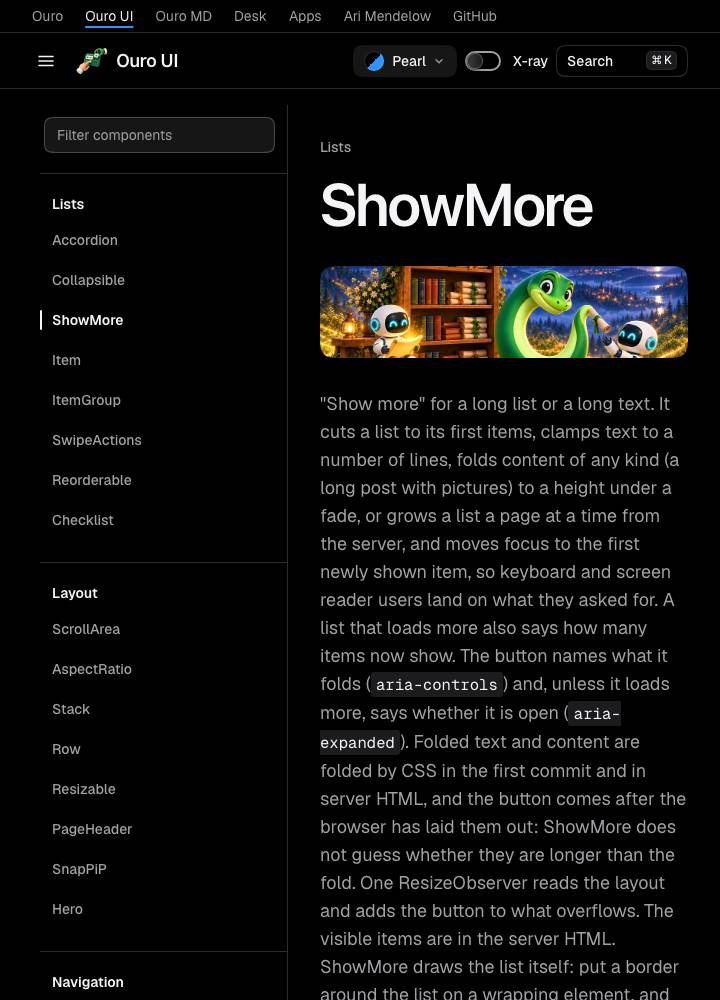 Ouro Ouro UI Ouro MD Desk Apps Ari Mendelow GitHub
Ouro UI Pearl X-ray Search ⌘ K
Filter components
Lists
Accordion
Collapsible
ShowMore
Item
ItemGroup
SwipeActions
Reorderable
Checklist
Layout
ScrollArea
AspectRatio
Stack
Row
Resizable
PageHeader
SnapPiP
Hero
Navigation
Lists
ShowMore
"Show more" for a long list or a long text. It
cuts a list to its first items, clamps text to a
number of lines, folds content of any kind (a
long post with pictures) to a height under a
fade, or grows a list a page at a time from
the server, and moves focus to the first
newly shown item, so keyboard and screen
reader users land on what they asked for. A
list that loads more also says how many
items now show. The button names what it
folds (aria-controls) and, unless it loads
more, says whether it is open (aria-
expanded). Folded text and content are
folded by CSS in the first commit and in
server HTML, and the button comes after the
browser has laid them out: ShowMore does
not guess whether they are longer than the
fold. One ResizeObserver reads the layout
and adds the button to what overflows. The
visible items are in the server HTML.
ShowMore draws the list itself: put a border
around the list on a wrapping element, and